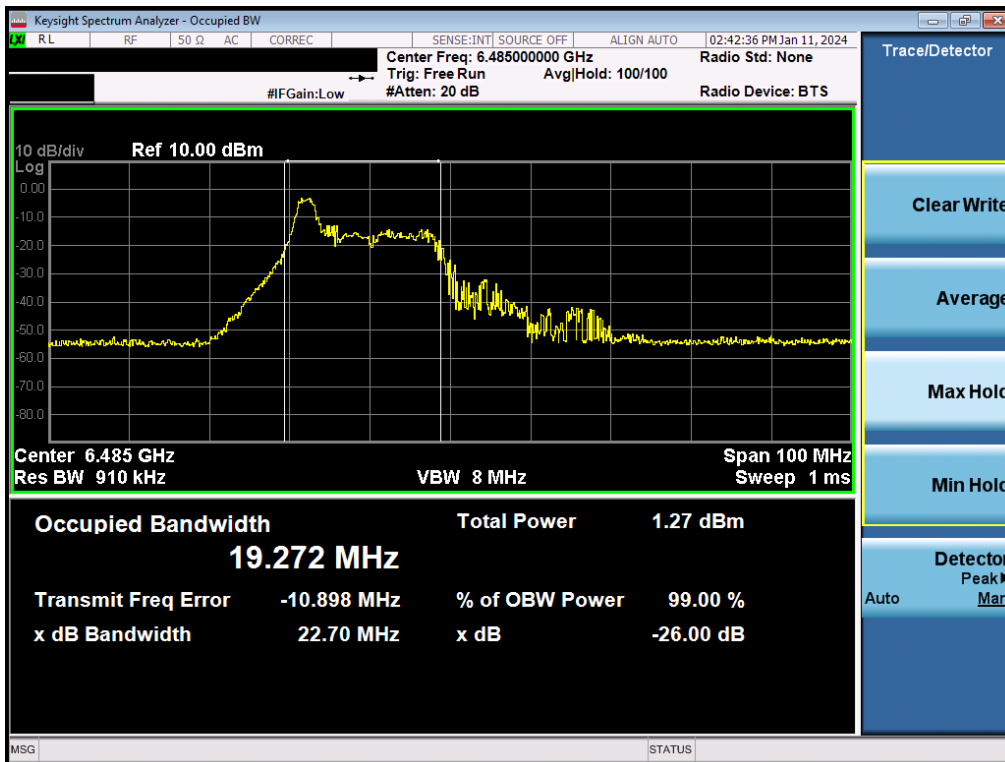 Keysight Spectrum Analyzer - Occupied BW
LXI RL RF 50 Ω AC CORREC SENSE:INT SOURCE OFF ALIGN AUTO 02:42:36 PM Jan 11, 2024
Center Freq: 6.485000000 GHz Radio Std: None
Trig: Free Run Avg|Hold: 100/100
#IFGain:Low #Atten: 20 dB Radio Device: BTS
Trace/Detector
10 dB/div Ref 10.00 dBm
Log
0.00
-10.0
-20.0
-30.0
-40.0
-50.0
-60.0
-70.0
-80.0
Center 6.485 GHz Span 100 MHz
Res BW 910 kHz VBW 8 MHz Sweep 1 ms
Occupied Bandwidth Total Power 1.27 dBm
19.272 MHz
Transmit Freq Error -10.898 MHz % of OBW Power 99.00 %
x dB Bandwidth 22.70 MHz x dB -26.00 dB
Clear Write
Average
Max Hold
Min Hold
Detector
Peak
Auto Man
MSG STATUS